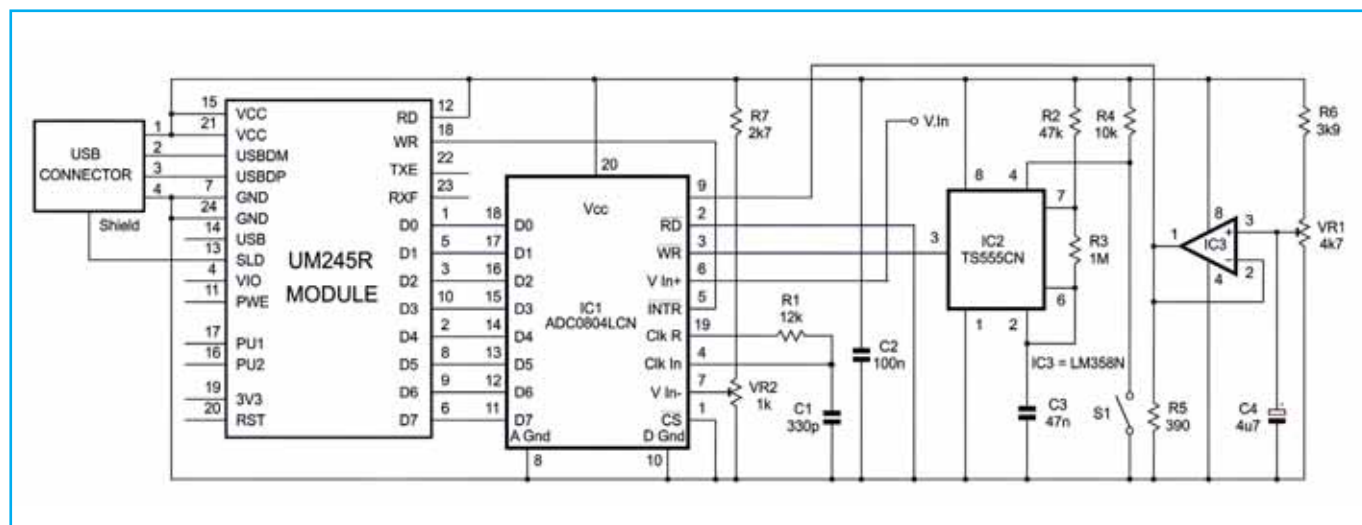 USB
CONNECTOR
1
2
3
4
Shield
15 VCC
21 VCC
USBDM
USBDP
7 GND
24 GND
14 USB
13 SLD
4 VIO
11 PWE
17 PU1
16 PU2
19 3V3
20 RST
UM245R
MODULE
RD 12
WR 18
TXE 22
RXF 23
D0 1
D1 5
D2 3
D3 10
D4 2
D5 8
D6 9
D7 6
18 D0
17 D1
16 D2
15 D3
14 D4
13 D5
12 D6
11 D7
20
Vcc
IC1
ADC0804LCN
A Gnd
D Gnd
8
10
9
RD 2
WR 3
V In+ 6
INTR 5
Clk R 19
Clk In 4
V In- 7
CS 1
R7
2k7
VR2
1k
R1
12k
C1
330p
C2
100n
V.In
R2
47k
R4
10k
8
4
7
3
IC2
TS555CN
6
1
2
R3
1M
IC3 = LM358N
C3
47n
S1
R5
390
1
IC3
8
3
+
-
4
2
R6
3k9
VR1
4k7
C4
4u7
+